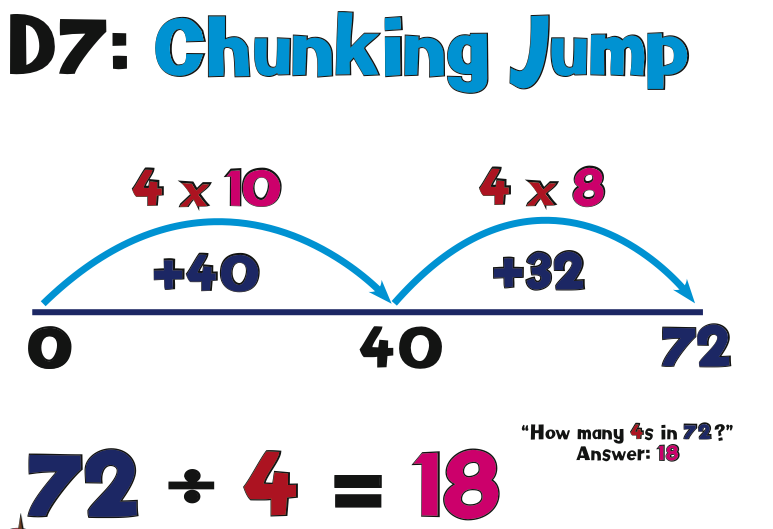 D7: Chunking Jump
4 x 10 4 x 8
+40 +32
0 40 72
“How many 4s in 72?”
Answer: 18
72 ÷ 4 = 18